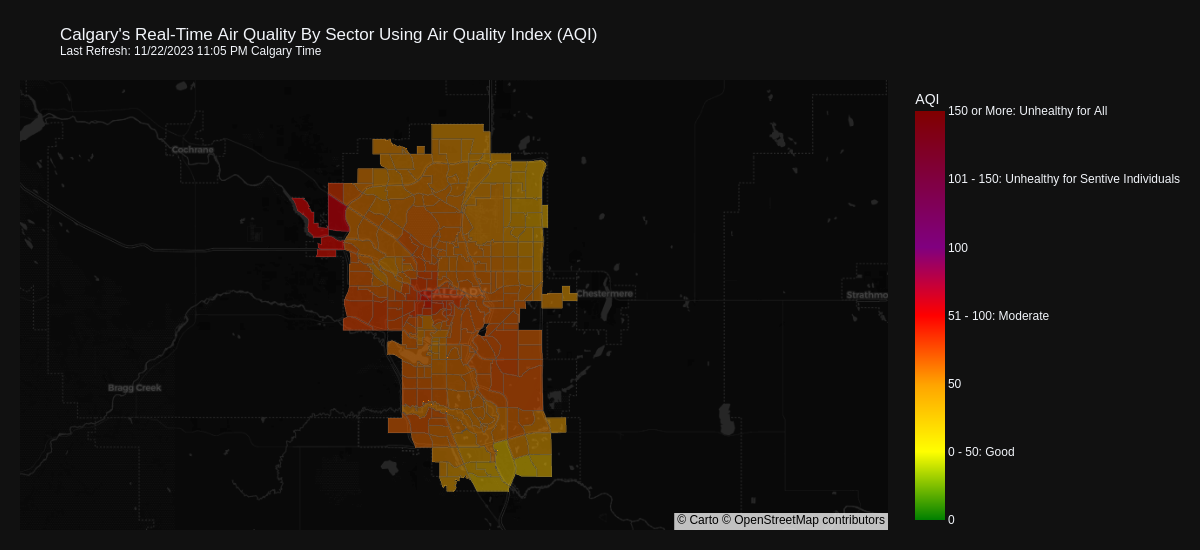 Calgary's Real-Time Air Quality By Sector Using Air Quality Index (AQI)
Last Refresh: 11/22/2023 11:05 PM Calgary Time
AQI
150 or More: Unhealthy for All
Cochrane
101 - 150: Unhealthy for Sentive Individuals
100
CALGARY
Chestermere
Strathmo
51 - 100: Moderate
50
Bragg Creek
0 - 50: Good
0
© Carto © OpenStreetMap contributors